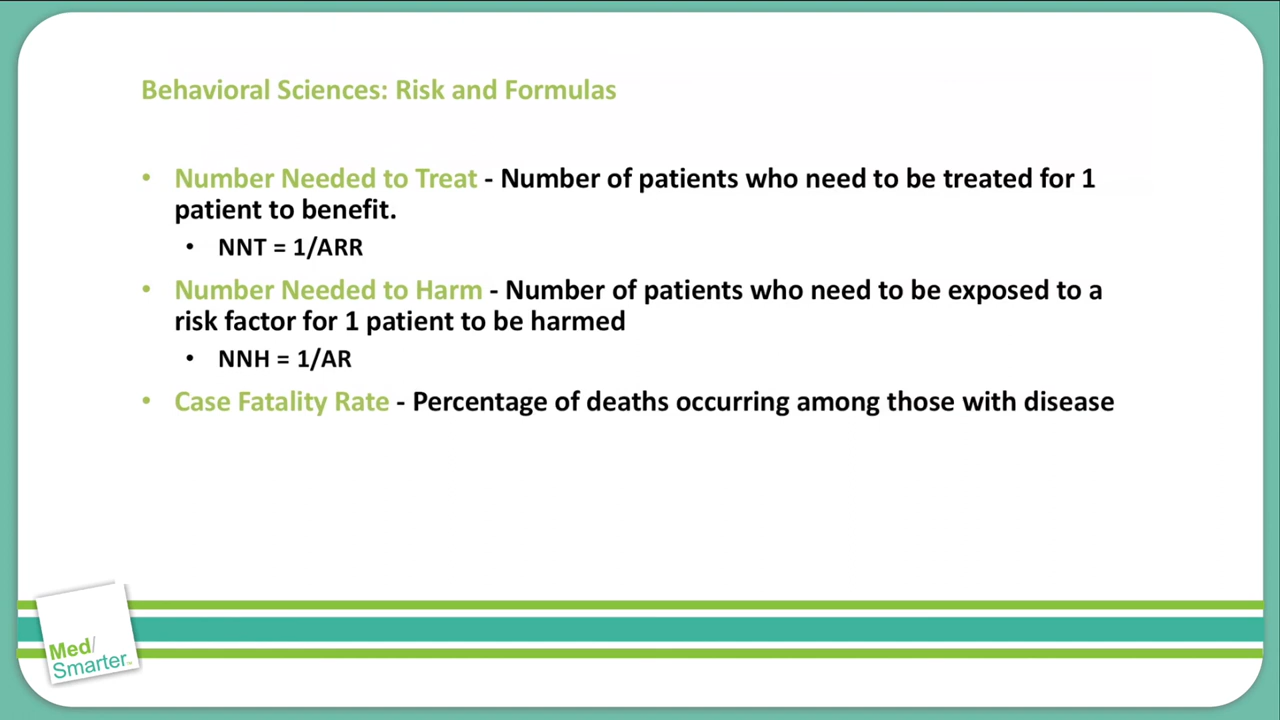 Behavioral Sciences: Risk and Formulas
• Number Needed to Treat - Number of patients who need to be treated for 1
patient to benefit.
• NNT = 1/ARR
• Number Needed to Harm - Number of patients who need to be exposed to a
risk factor for 1 patient to be harmed
• NNH = 1/AR
• Case Fatality Rate - Percentage of deaths occurring among those with disease
Med/
Smarter™